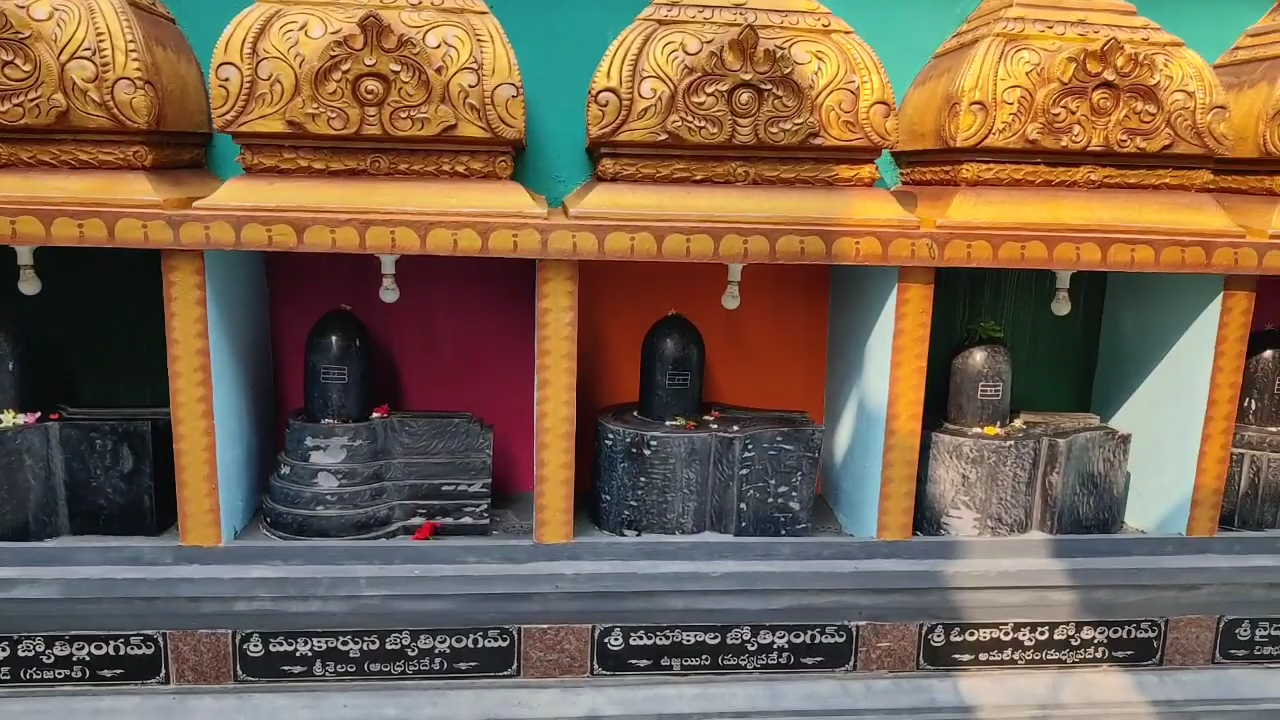 జ్యోతిర్లింగమ్
(గుజరాత్)
శ్రీ మల్లికార్జున జ్యోతిర్లింగమ్
శ్రీశైలం (ఆంధ్రప్రదేశ్)
శ్రీ మహాకాల జ్యోతిర్లింగమ్
ఉజ్జయిని (మధ్యప్రదేశ్)
శ్రీ ఓంకారేశ్వర జ్యోతిర్లింగమ్
అమలేశ్వరం(మధ్యప్రదేశ్)
శ్రీ